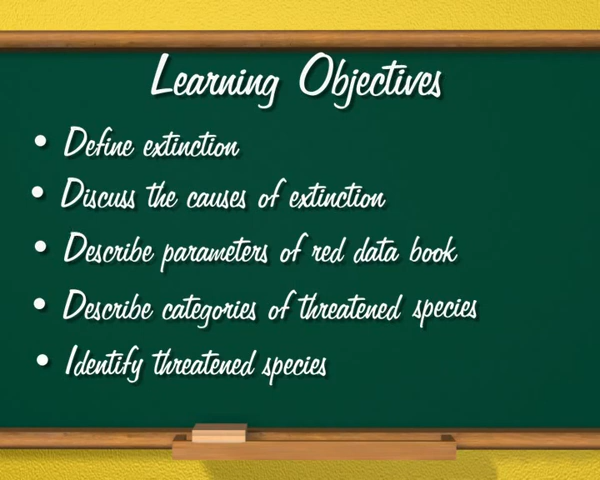 Learning Objectives
• Define extinction
• Discuss the causes of extinction
• Describe parameters of red data book
• Describe categories of threatened species
• Identify threatened species